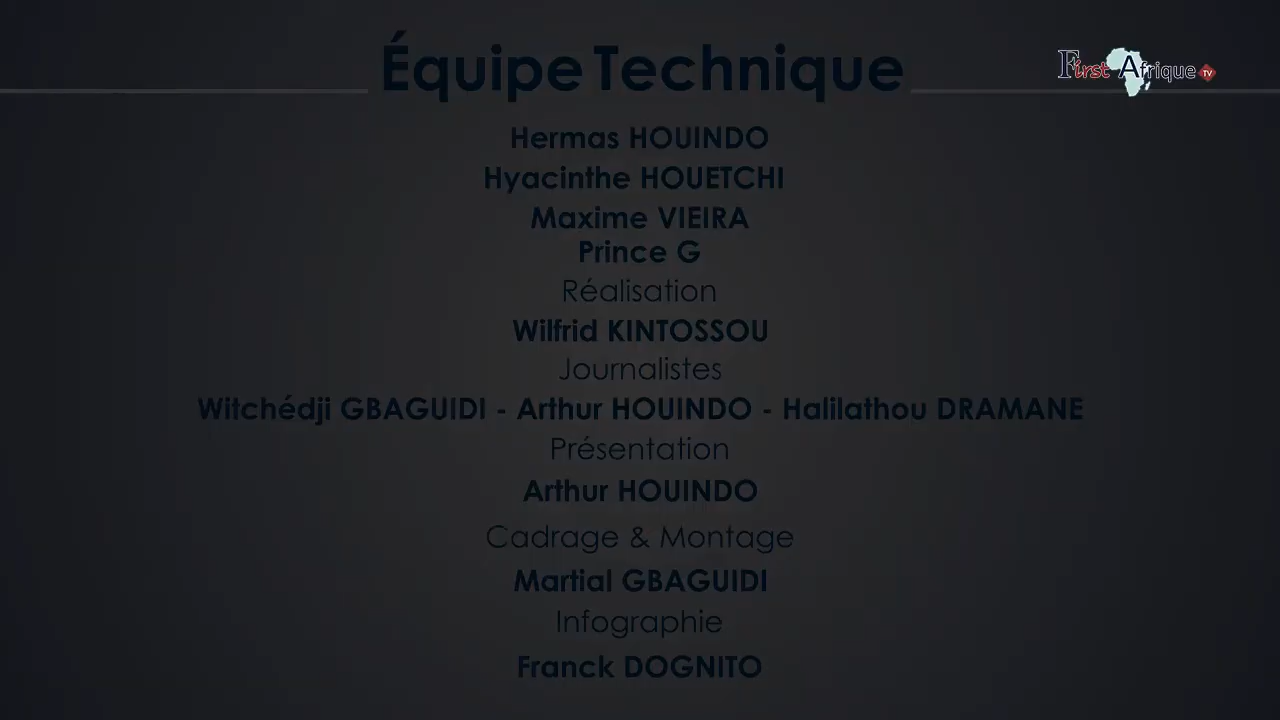 Équipe Technique
First Afrique TV
Hermas HOUINDO
Hyacinthe HOUETCHI
Maxime VIEIRA
Prince G
Réalisation
Wilfrid KINTOSSOU
Journalistes
Witchédji GBAGUIDI - Arthur HOUINDO - Halilathou DRAMANE
Présentation
Arthur HOUINDO
Cadrage & Montage
Martial GBAGUIDI
Infographie
Franck DOGNITO